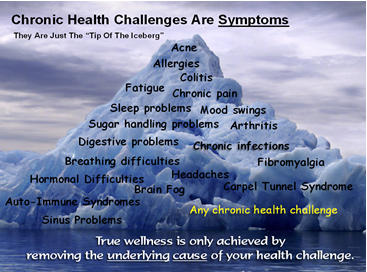 Chronic Health Challenges Are Symptoms
They Are Just The "Tip Of The Iceberg"
Acne
Allergies
Colitis
Fatigue
Chronic pain
Sleep problems
Mood swings
Sugar handling problems
Arthritis
Digestive problems
Chronic infections
Breathing difficulties
Fibromyalgia
Hormonal Difficulties
Headaches
Brain Fog
Carpel Tunnel Syndrome
Auto-Immune Syndromes
Any chronic health challenge
Sinus Problems
True wellness is only achieved by
removing the underlying cause of your health challenge.